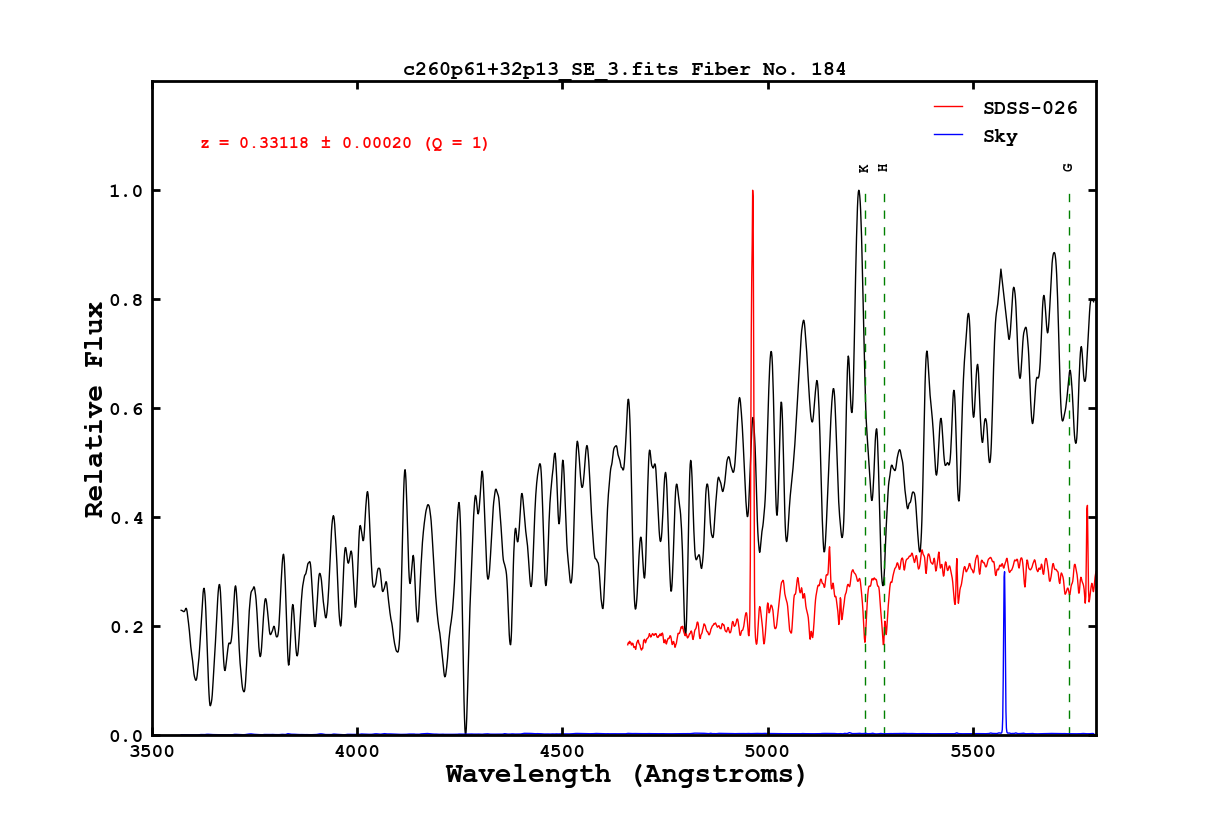 c260p61+32p13_SE_3.fits Fiber No. 184
SDSS-026
Sky
z = 0.33118 ± 0.00020 (Q = 1)
K
H
G
1.0
0.8
0.6
0.4
0.2
0.0
Relative Flux
3500
4000
4500
5000
5500
Wavelength (Angstroms)